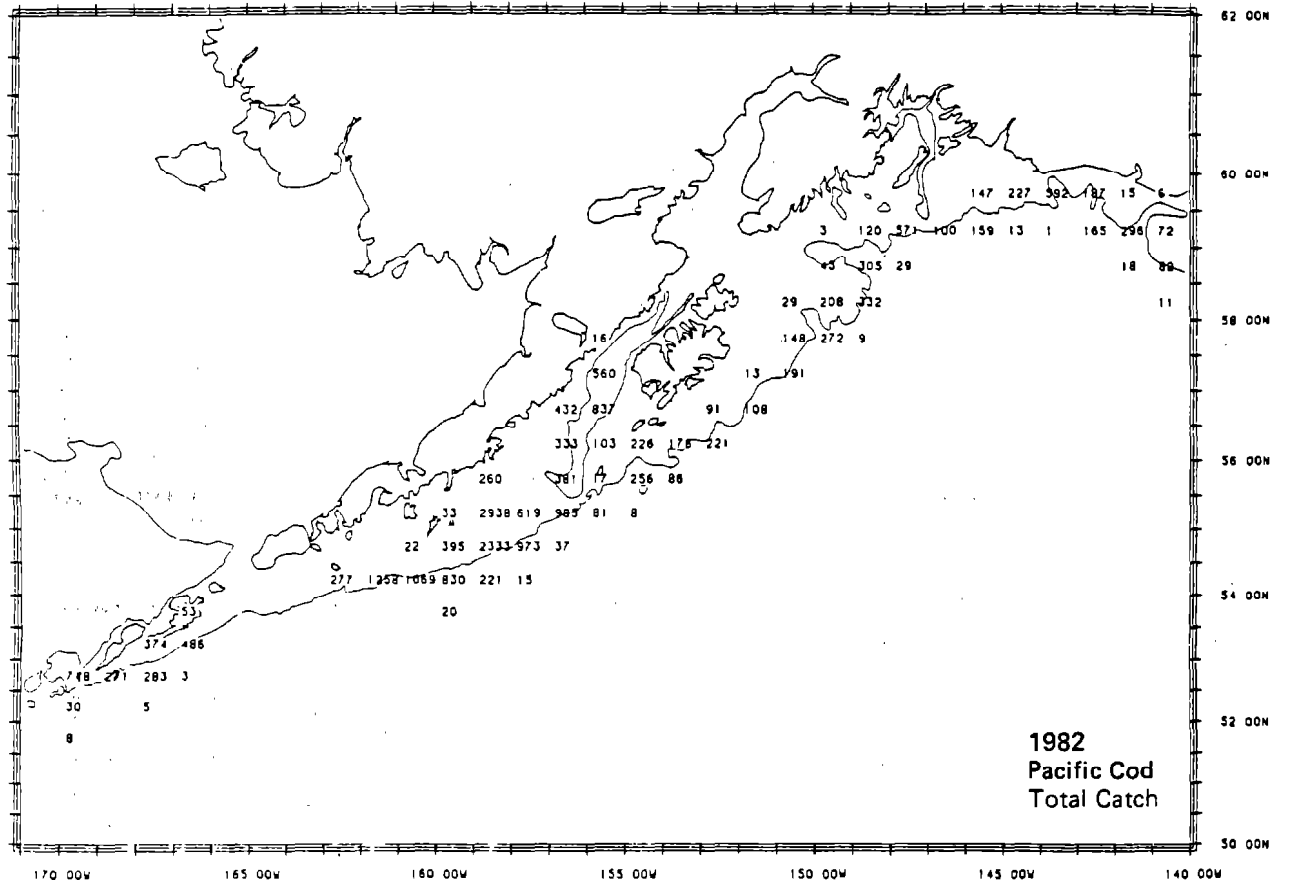 62 00N
147 227 592 187 15 6
60 00N
3 120 571 100 159 13 1 165 296 72
43 305 29 18 88
29 208 332 11
58 00N
16 148 272 9
560 13 191
432 837 91 108
333 103 226 176 221
56 00N
260 381 17 256 86
33 2938 619 985 81 8
22 395 2333 973 37
277 1258 1069 830 221 15
54 00N
53 20
374 486
748 271 283 3
30 5
52 00N
8
1982
Pacific Cod
Total Catch
50 00N
170 00W 165 00W 160 00W 155 00W 150 00W 145 00W 140 00W